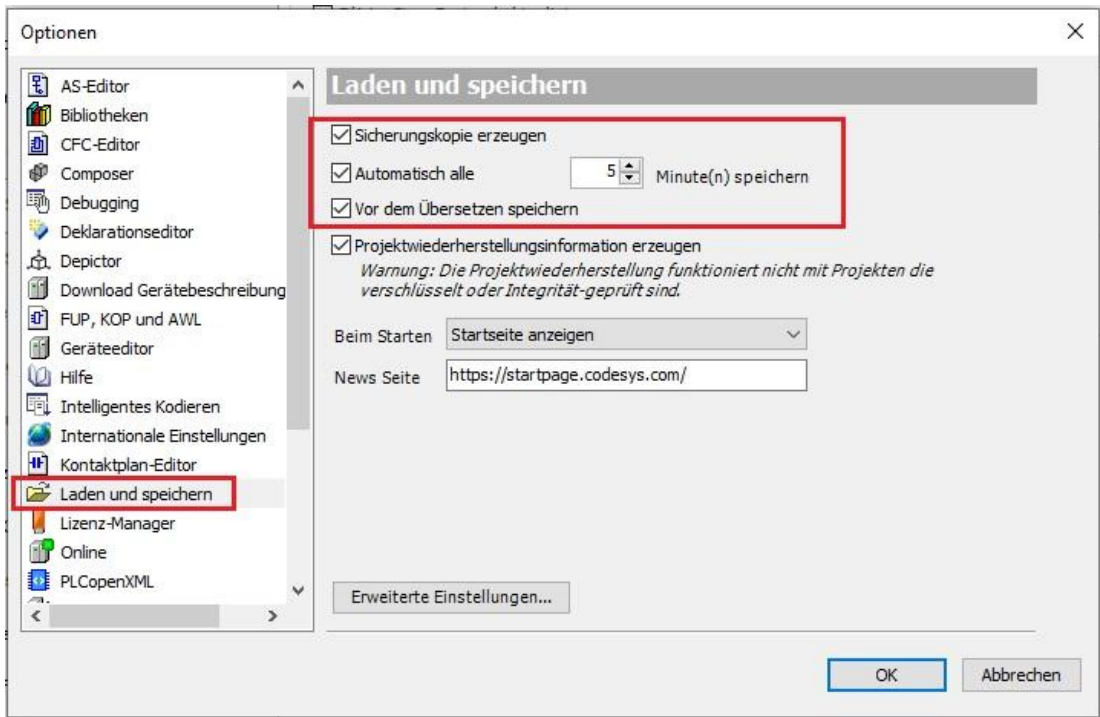 Optionen
AS-Editor
Bibliotheken
CFC-Editor
Composer
Debugging
Deklarationseditor
Depictor
Download Gerätebeschreibung
FUP, KOP und AWL
Geräteeditor
Hilfe
Intelligentes Kodieren
Internationale Einstellungen
Kontaktplan-Editor
Laden und speichern
Lizenz-Manager
Online
PLCopenXML
Laden und speichern
Sicherungskopie erzeugen
Automatisch alle 5 Minute(n) speichern
Vor dem Übersetzen speichern
Projektwiederherstellungsinformation erzeugen
Warnung: Die Projektwiederherstellung funktioniert nicht mit Projekten die
verschlüsselt oder Integrität-geprüft sind.
Beim Starten Startseite anzeigen
News Seite https://startpage.codesys.com/
Erweiterte Einstellungen...
OK Abbrechen